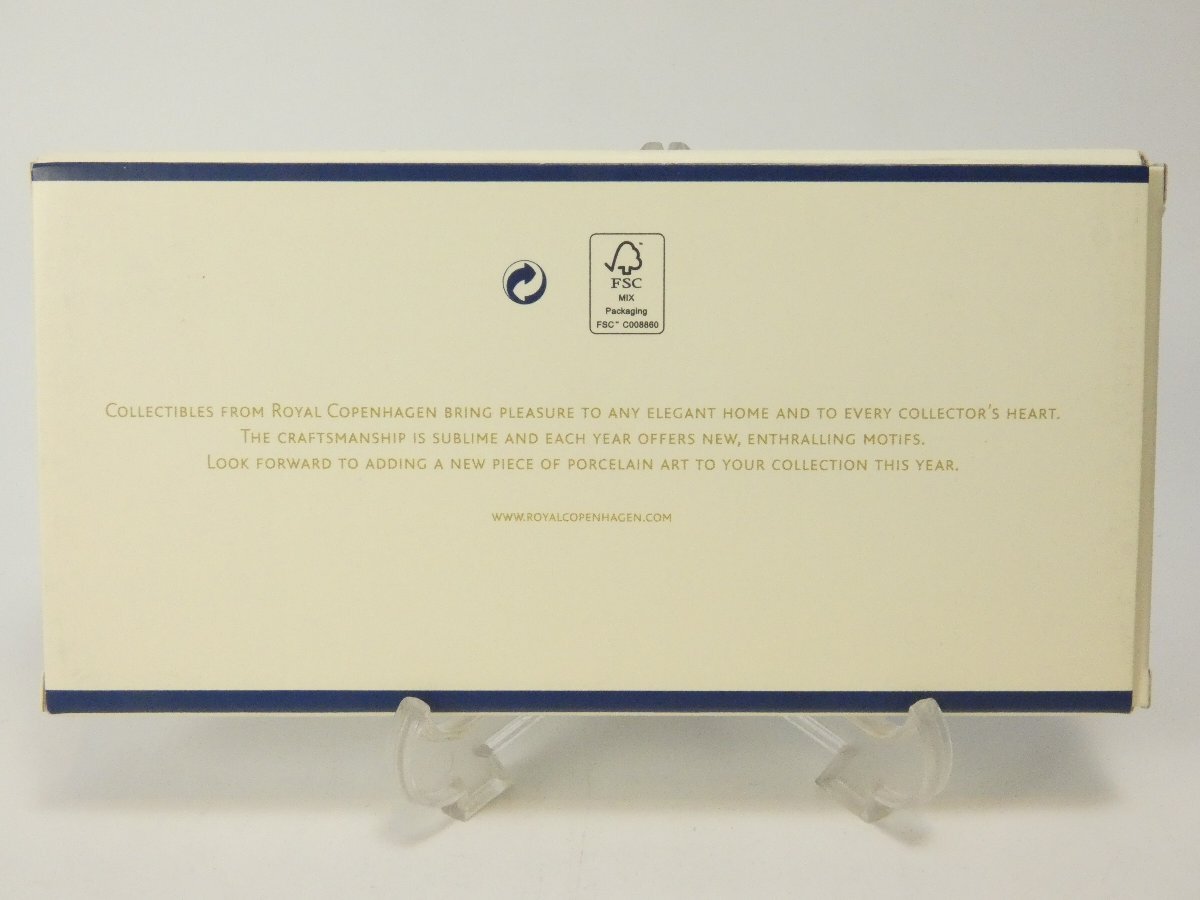 FSC™
MIX
Packaging
FSC™ C008860
COLLECTIBLES FROM ROYAL COPENHAGEN BRING PLEASURE TO ANY ELEGANT HOME AND TO EVERY COLLECTOR'S HEART.
THE CRAFTSMANSHIP IS SUBLIME AND EACH YEAR OFFERS NEW, ENTHRALLING MOTIFS.
LOOK FORWARD TO ADDING A NEW PIECE OF PORCELAIN ART TO YOUR COLLECTION THIS YEAR.
WWW.ROYALCOPENHAGEN.COM